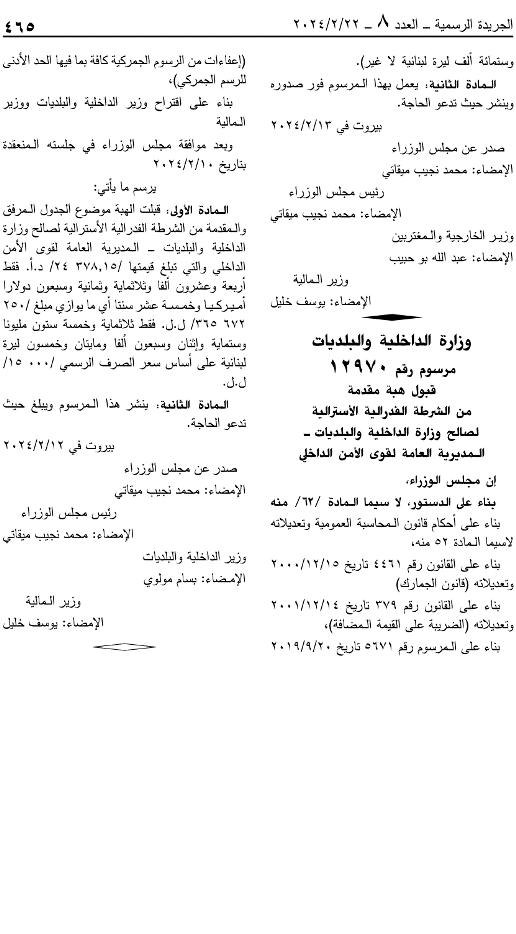 الجريدة الرسمية ــ العدد ٨ ــ ٢٠٢٤/٢/٢٢
٤٦٥
وستمائة ألف ليرة لبنانية لا غير).
المادة الثانية: يعمل بهذا المرسوم فور صدوره
وينشر حيث تدعو الحاجة.
بيروت في ٢٠٢٤/٢/١٣
صدر عن مجلس الوزراء
الإمضاء: محمد نجيب ميقاتي
رئيس مجلس الوزراء
الإمضاء: محمد نجيب ميقاتي
وزير الخارجية والمغتربين
الإمضاء: عبد الله بو حبيب
وزير المالية
الإمضاء: يوسف خليل
وزارة الداخلية والبلديات
مرسوم رقم ١٢٩٧٠
قبول هبة مقدمة
من الشرطة الفدرالية الأسترالية
لصالح وزارة الداخلية والبلديات ــ
المديرية العامة لقوى الأمن الداخلي
إن مجلس الوزراء،
بناء على الدستور، لا سيما المادة /٦٢/ منه
بناء على أحكام قانون المحاسبة العمومية وتعديلاته
لاسيما المادة ٥٢ منه،
بناء على القانون رقم ٤٤٦١ تاريخ ٢٠٠٠/١٢/١٥
وتعديلاته (قانون الجمارك)
بناء على القانون رقم ٣٧٩ تاريخ ٢٠٠١/١٢/١٤
وتعديلاته (الضريبة على القيمة المضافة)،
بناء على المرسوم رقم ٥٦٧١ تاريخ ٢٠١٩/٩/٢٠
(إعفاءات من الرسوم الجمركية كافة بما فيها الحد الأدنى
للرسم الجمركي)،
بناء على اقتراح وزير الداخلية والبلديات ووزير
المالية
وبعد موافقة مجلس الوزراء في جلسته المنعقدة
بتاريخ ٢٠٢٤/٢/١٠
يرسم ما يأتي:
المادة الأولى: قبلت الهبة موضوع الجدول المرفق
والمقدمة من الشرطة الفدرالية الأسترالية لصالح وزارة
الداخلية والبلديات ــ المديرية العامة لقوى الأمن
الداخلي والتي تبلغ قيمتها /٢٤ ٣٧٨,١٥/ د.أ. فقط
أربعة وعشرون ألفا وثلاثماية وثمانية وسبعون دولارا
أميركيا وخمسة عشر سنتا أي ما يوازي مبلغ /٢٥٠
٦٧٢ ٣٦٥/ ل.ل. فقط ثلاثماية وخمسة ستون مليونا
وستماية وإثنان وسبعون ألفا ومايتان وخمسون ليرة
لبنانية على أساس سعر الصرف الرسمي /٠٠٠ ١٥/
ل.ل.
المادة الثانية: ينشر هذا المرسوم ويبلغ حيث
تدعو الحاجة.
بيروت في ٢٠٢٤/٢/١٢
صدر عن مجلس الوزراء
الإمضاء: محمد نجيب ميقاتي
رئيس مجلس الوزراء
الإمضاء: محمد نجيب ميقاتي
وزير الداخلية والبلديات
الإمضاء: بسام مولوي
وزير المالية
الإمضاء: يوسف خليل